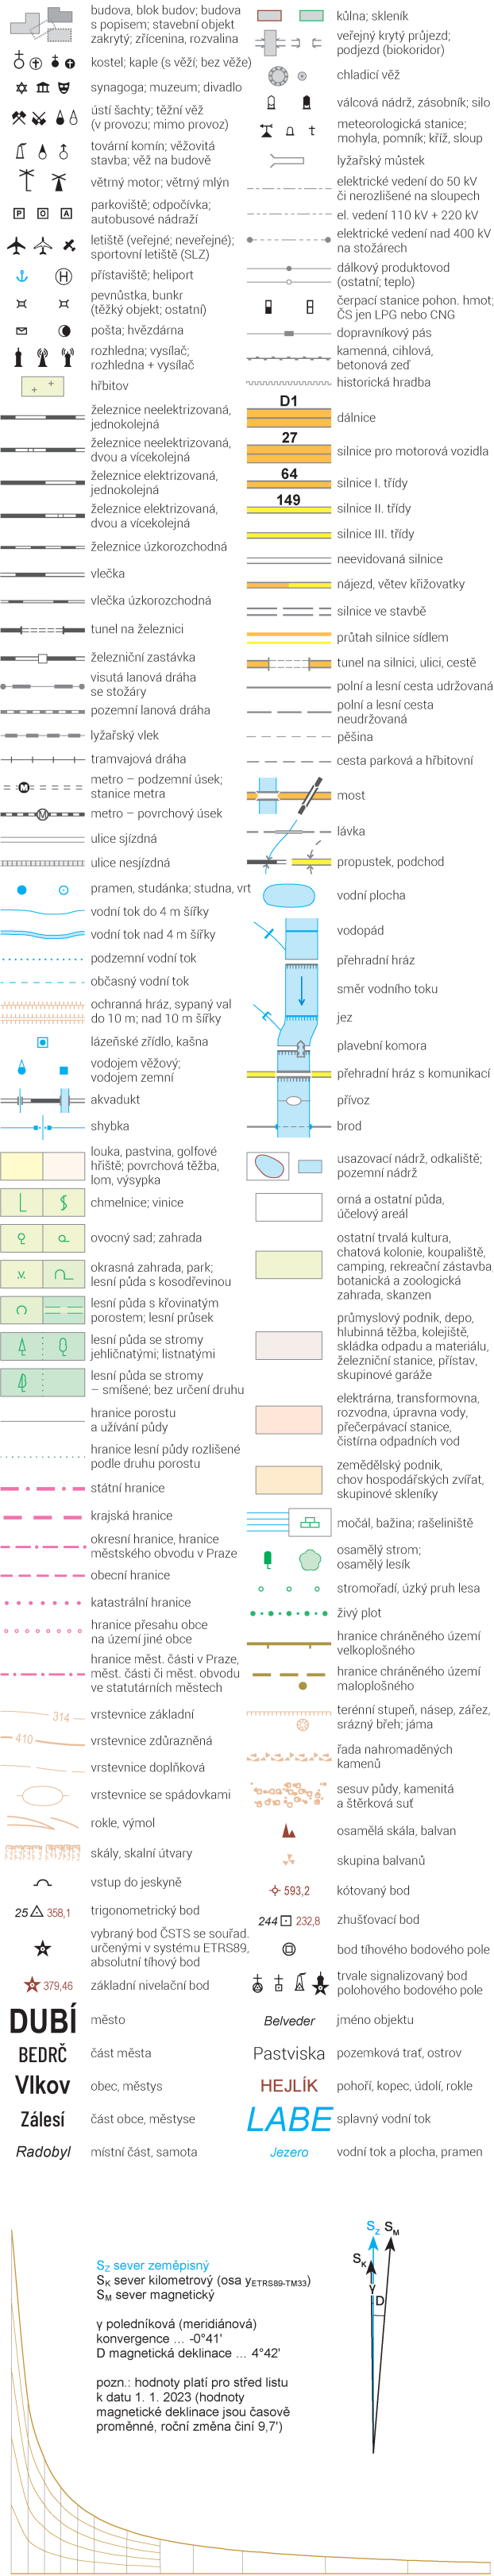 budova, blok budov; budova
s popisem; stavební objekt
zakrytý; zřícenina, rozvalina
kostel; kaple (s věží; bez věže)
synagoga; muzeum; divadlo
ústí šachty; těžní věž
(v provozu; mimo provoz)
tovární komín; věžovitá
stavba; věž na budově
větrný motor; větrný mlýn
P O A
parkoviště; odpočívka;
autobusové nádraží
letiště (veřejné; neveřejné);
sportovní letiště (SLZ)
H
přístaviště; heliport
pevnůstka, bunkr
(těžký objekt; ostatní)
pošta; hvězdárna
rozhledna; vysílač;
rozhledna + vysílač
hřbitov
železnice neelektrizovaná,
jednokolejná
železnice neelektrizovaná,
dvou a vícekolejná
železnice elektrizovaná,
jednokolejná
železnice elektrizovaná,
dvou a vícekolejná
železnice úzkorozchodná
vlečka
vlečka úzkorozchodná
tunel na železnici
železniční zastávka
visutá lanová dráha
se stožáry
pozemní lanová dráha
lyžařský vlek
tramvajová dráha
M
metro – podzemní úsek;
stanice metra
M
metro – povrchový úsek
ulice sjízdná
ulice nesjízdná
pramen, studánka; studna, vrt
vodní tok do 4 m šířky
vodní tok nad 4 m šířky
podzemní vodní tok
občasný vodní tok
ochranná hráz, sypaný val
do 10 m; nad 10 m šířky
lázeňské zřídlo, kašna
vodojem věžový;
vodojem zemní
akvadukt
shybka
louka, pastvina, golfové
hřiště; povrchová těžba,
lom, výsypka
chmelnice; vinice
ovocný sad; zahrada
okrasná zahrada, park;
lesní půda s kosodřevinou
lesní půda s křovinatým
porostem; lesní průsek
lesní půda se stromy
jehličnatými; listnatými
lesní půda se stromy
– smíšené; bez určení druhu
hranice porostu
a užívání půdy
hranice lesní půdy rozlišené
podle druhu porostu
státní hranice
krajská hranice
okresní hranice, hranice
městského obvodu v Praze
obecní hranice
katastrální hranice
hranice přesahu obce
na území jiné obce
hranice měst. části v Praze,
měst. části či měst. obvodu
ve statutárních městech
314
vrstevnice základní
410
vrstevnice zdůrazněná
vrstevnice doplňková
vrstevnice se spádovkami
rokle, výmol
skály, skalní útvary
vstup do jeskyně
25 358,1
trigonometrický bod
vybraný bod ČSTS se souřad.
určenými v systému ETRS89,
absolutní tíhový bod
379,46
základní nivelační bod
DUBÍ
město
BEDRČ
část města
Vlkov
obec, městys
Zálesí
část obce, městyse
Radobyl
místní část, samota
kůlna; skleník
veřejný krytý průjezd;
podjezd (biokoridor)
chladicí věž
válcová nádrž, zásobník; silo
meteorologická stanice;
mohyla, pomník; kříž, sloup
lyžařský můstek
elektrické vedení do 50 kV
či nerozlišené na sloupech
el. vedení 110 kV + 220 kV
elektrické vedení nad 400 kV
na stožárech
dálkový produktovod
(ostatní; teplo)
čerpací stanice pohon. hmot;
ČS jen LPG nebo CNG
dopravníkový pás
kamenná, cihlová,
betonová zeď
historická hradba
D1
dálnice
27
silnice pro motorová vozidla
64
silnice I. třídy
149
silnice II. třídy
silnice III. třídy
neevidovaná silnice
nájezd, větev křižovatky
silnice ve stavbě
průtah silnice sídlem
tunel na silnici, ulici, cestě
polní a lesní cesta udržovaná
polní a lesní cesta
neudržovaná
pěšina
cesta parková a hřbitovní
most
lávka
propustek, podchod
vodní plocha
vodopád
přehradní hráz
směr vodního toku
jez
plavební komora
přehradní hráz s komunikací
přívoz
brod
usazovací nádrž, odkaliště;
pozemní nádrž
orná a ostatní půda,
účelový areál
ostatní trvalá kultura,
chatová kolonie, koupaliště,
camping, rekreační zástavba,
botanická a zoologická
zahrada, skanzen
průmyslový podnik, depo,
hlubinná těžba, kolejiště,
skládka odpadu a materiálu,
železniční stanice, přístav,
skupinové garáže
elektrárna, transformovna,
rozvodna, úpravna vody,
přečerpávací stanice,
čistírna odpadních vod
zemědělský podnik,
chov hospodářských zvířat,
skupinové skleníky
močál, bažina; rašeliniště
osamělý strom;
osamělý lesík
stromořadí, úzký pruh lesa
živý plot
hranice chráněného území
velkoplošného
hranice chráněného území
maloplošného
terénní stupeň, násep, zářez,
srázný břeh; jáma
řada nahromaděných
kamenů
sesuv půdy, kamenitá
a štěrková suť
osamělá skála, balvan
skupina balvanů
593,2
kótovaný bod
244 232,8
zhušťovací bod
bod tíhového bodového pole
trvale signalizovaný bod
polohového bodového pole
Belveder
jméno objektu
Pastviska
pozemková trať, ostrov
HEJLÍK
pohoří, kopec, údolí, rokle
LABE
splavný vodní tok
Jezero
vodní tok a plocha, pramen
SZ sever zeměpisný
SK sever kilometrový (osa yETRS89-TM33)
SM sever magnetický
γ poledníková (meridiánová)
konvergence ... -0°41'
D magnetická deklinace ... 4°42'
pozn.: hodnoty platí pro střed listu
k datu 1. 1. 2023 (hodnoty
magnetické deklinace jsou časově
proměnné, roční změna činí 9,7')
SZ SM
SK
γ
D